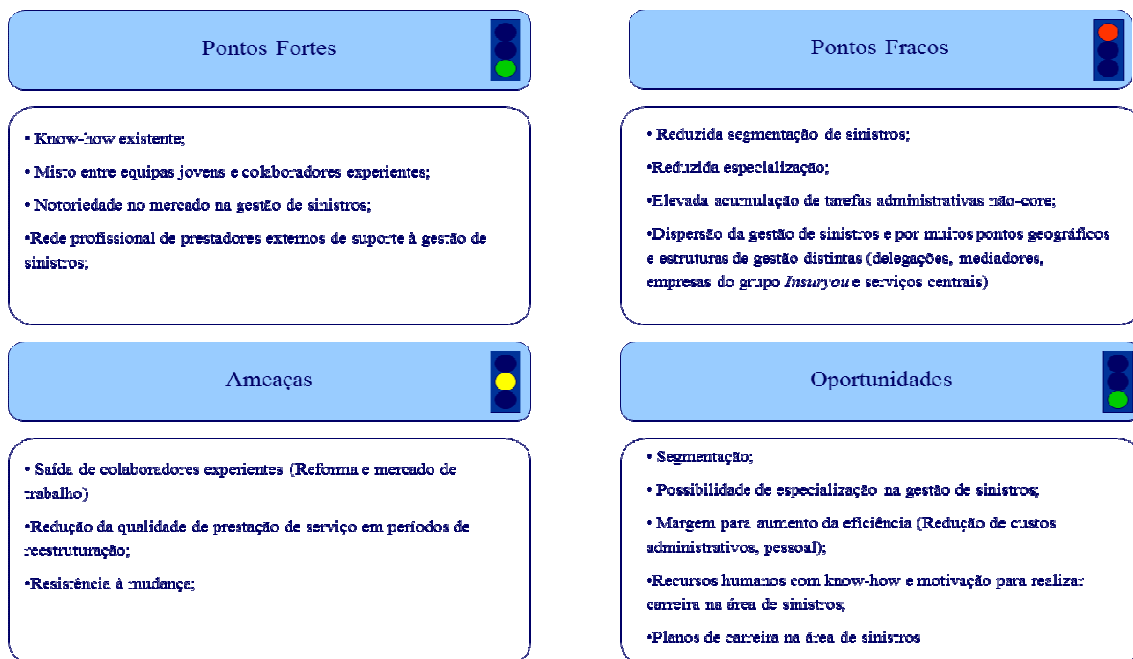 Pontos Fortes
• Know-how existente;
• Misto entre equipas jovens e colaboradores experientes;
• Notoriedade no mercado na gestão de sinistros;
•Rede profissional de prestadores externos de suporte à gestão de
sinistros;
Pontos Fracos
• Reduzida segmentação de sinistros;
•Reduzida especialização;
•Elevada acumulação de tarefas administrativas não-core;
•Dispersão da gestão de sinistros e por muitos pontos geográficos
e estruturas de gestão distintas (delegações, mediadores,
empresas do grupo Insuryou e serviços centrais)
Ameaças
• Saída de colaboradores experientes (Reforma e mercado de
trabalho)
•Redução da qualidade de prestação de serviço em períodos de
reestruturação;
•Resistência à mudança;
Oportunidades
• Segmentação;
• Possibilidade de especialização na gestão de sinistros;
• Margem para aumento da eficiência (Redução de custos
administrativos, pessoal);
•Recursos humanos com know-how e motivação para realizar
carreira na área de sinistros;
•Planos de carreira na área de sinistros